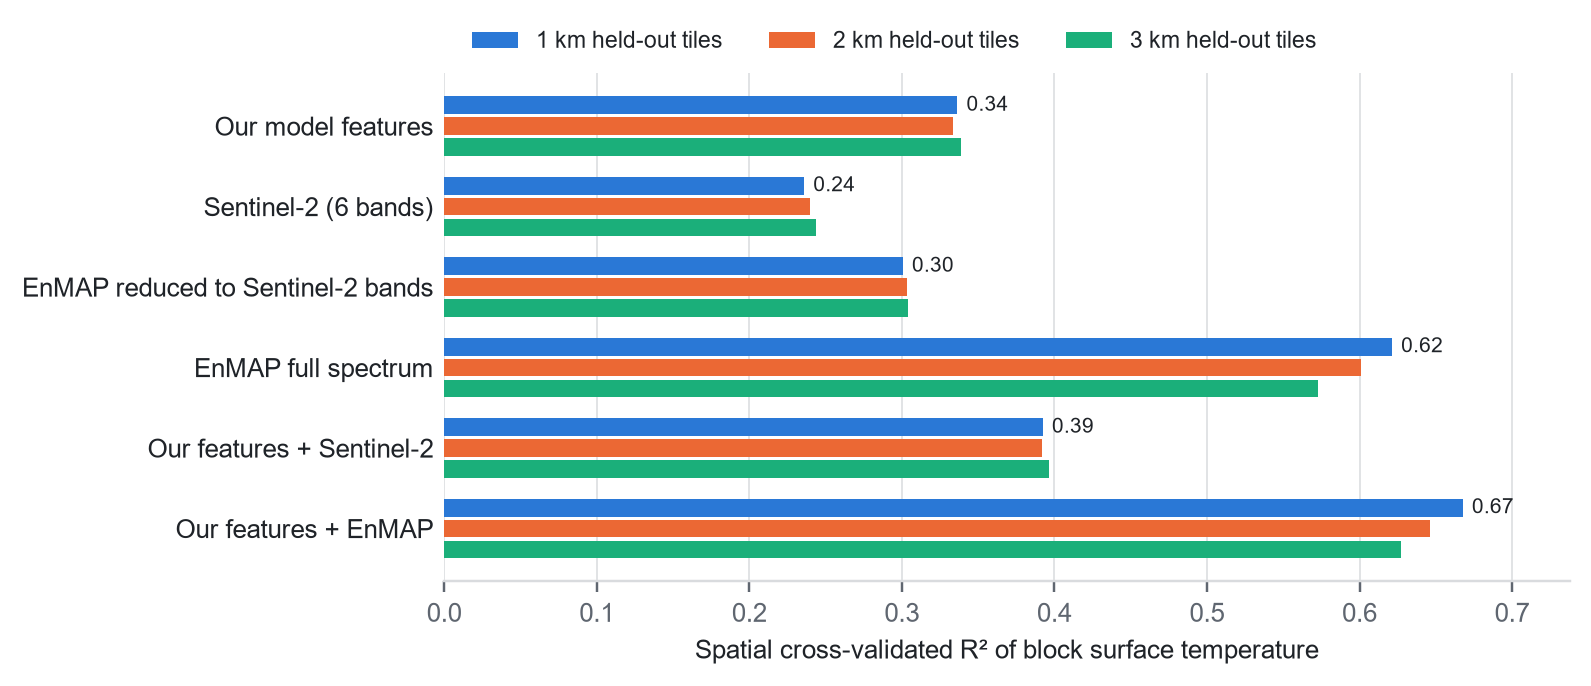 1 km held-out tiles 2 km held-out tiles 3 km held-out tiles
Our model features 0.34
Sentinel-2 (6 bands) 0.24
EnMAP reduced to Sentinel-2 bands 0.30
EnMAP full spectrum 0.62
Our features + Sentinel-2 0.39
Our features + EnMAP 0.67
0.0 0.1 0.2 0.3 0.4 0.5 0.6 0.7
Spatial cross-validated R² of block surface temperature